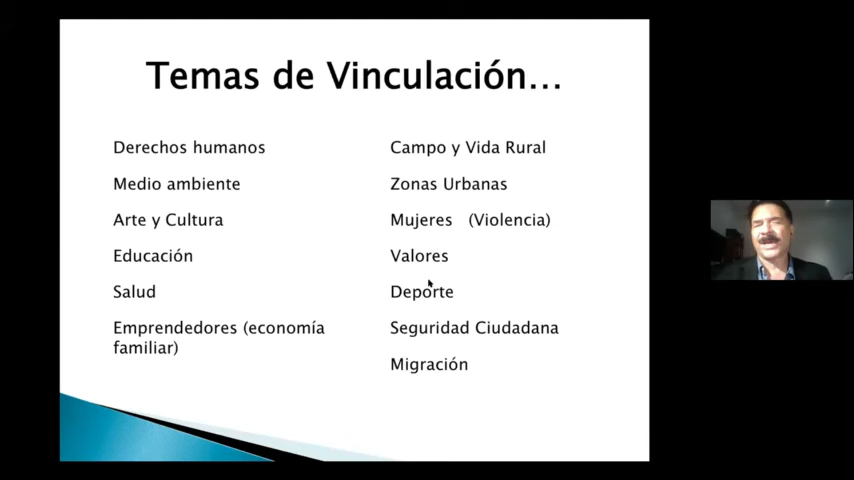 Temas de Vinculación...
Derechos humanos
Medio ambiente
Arte y Cultura
Educación
Salud
Emprendedores (economía
familiar)
Campo y Vida Rural
Zonas Urbanas
Mujeres (Violencia)
Valores
Deporte
Seguridad Ciudadana
Migración